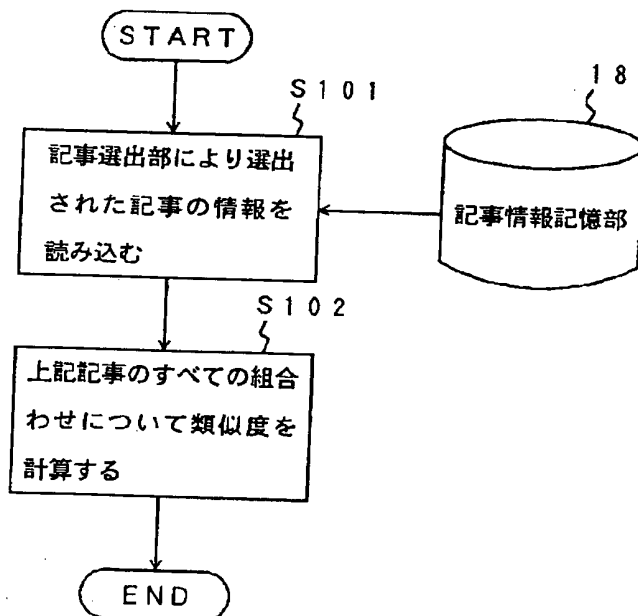 START
S101
18
記事選出部により選出
された記事の情報を
読み込む
記事情報記憶部
S102
上記記事のすべての組合
わせについて類似度を
計算する
END